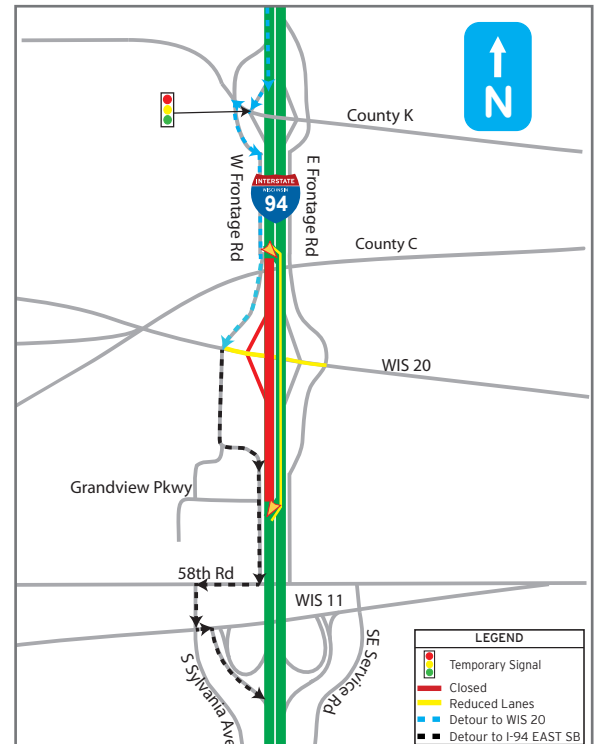 N
County K
W Frontage Rd
E Frontage Rd
INTERSTATE
WISCONSIN
94
County C
WIS 20
Grandview Pkwy
58th Rd
WIS 11
S Sylvania Ave
SE Service Rd
LEGEND
Temporary Signal
Closed
Reduced Lanes
Detour to WIS 20
Detour to I-94 EAST SB